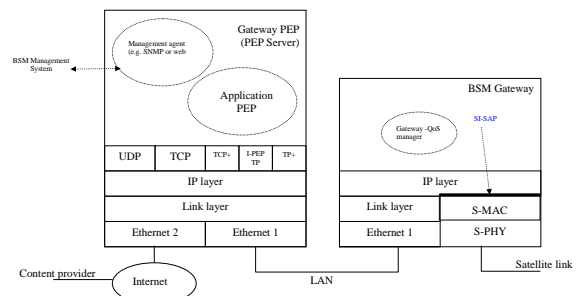 Gateway PEP
(PEP Server)
Management agent
(e.g. SNMP or web
BSM Management
System
Application
PEP
BSM Gateway
SI-SAP
Gateway -QoS
manager
UDP
TCP
TCP+
I-PEP
TP
TP+
IP layer
IP layer
Link layer
Link layer
S-MAC
Ethernet 2
Ethernet 1
Ethernet 1
S-PHY
Content provider
Internet
LAN
Satellite link